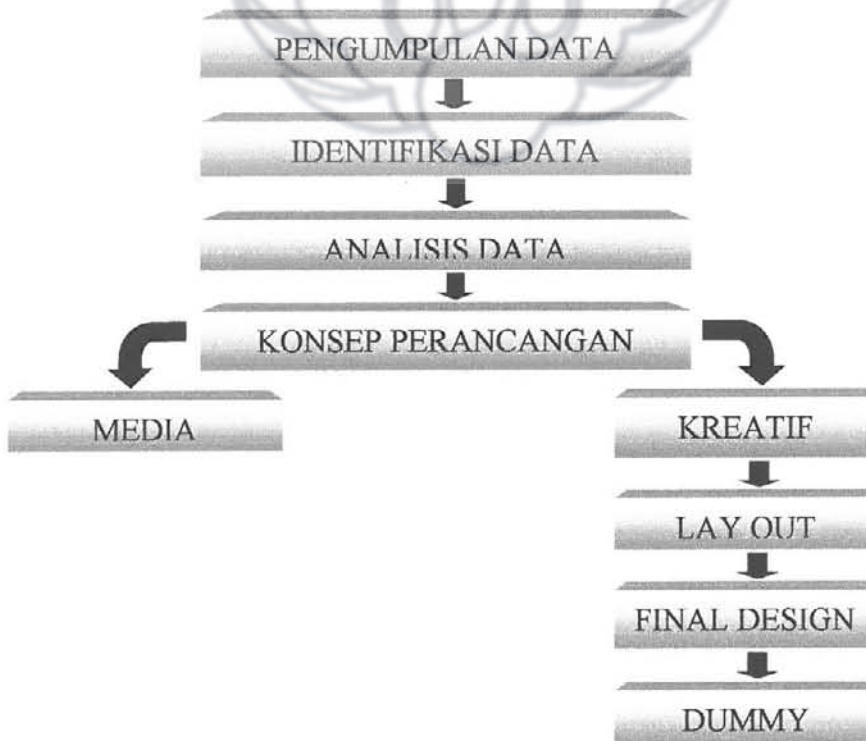 PENGUMPULAN DATA
IDENTIFIKASI DATA
ANALISIS DATA
KONSEP PERANCANGAN
MEDIA
KREATIF
LAY OUT
FINAL DESIGN
DUMMY